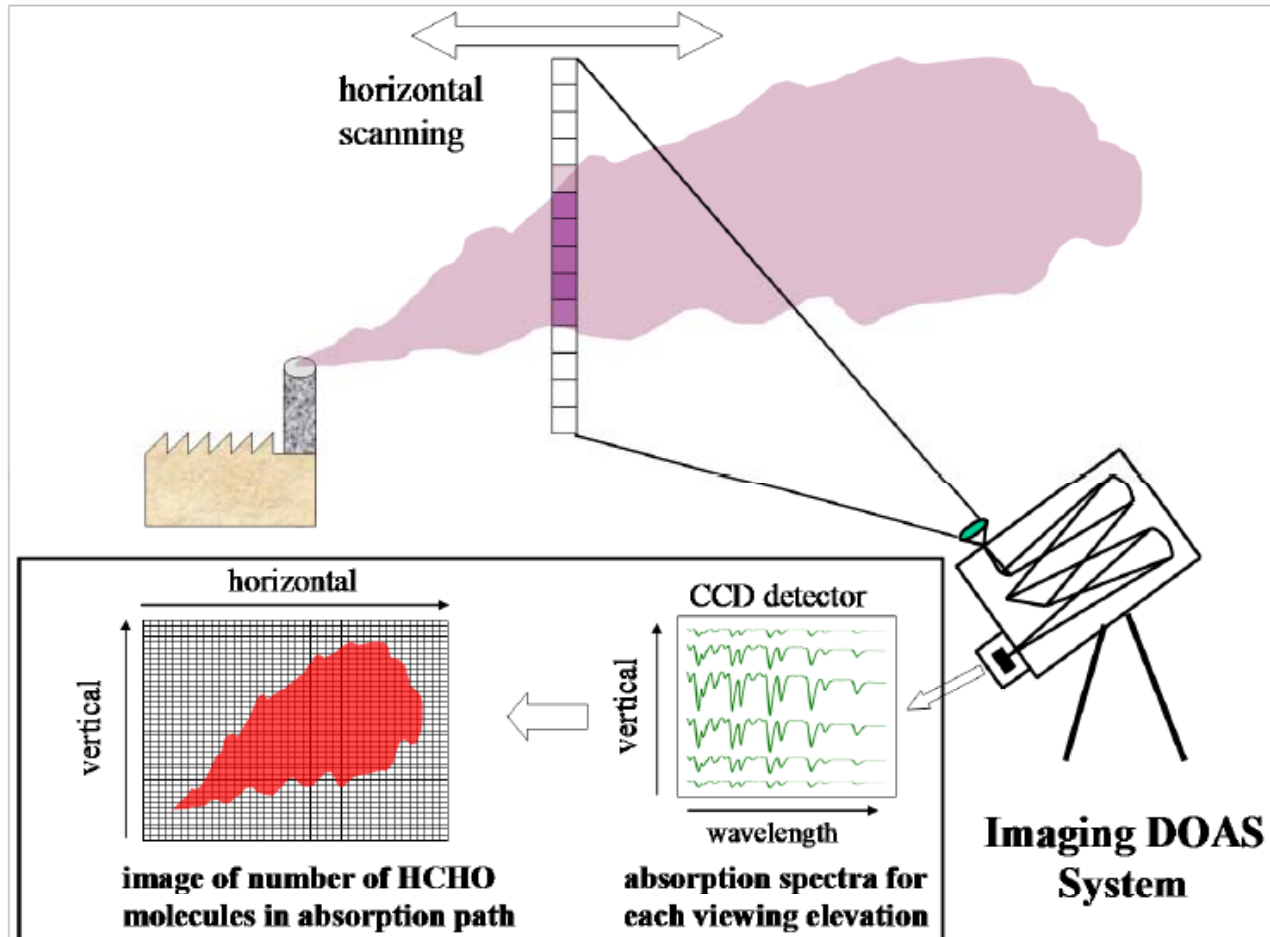 horizontal
scanning
horizontal
vertical
image of number of HCHO
molecules in absorption path
CCD detector
vertical
wavelength
absorption spectra for
each viewing elevation
Imaging DOAS
System